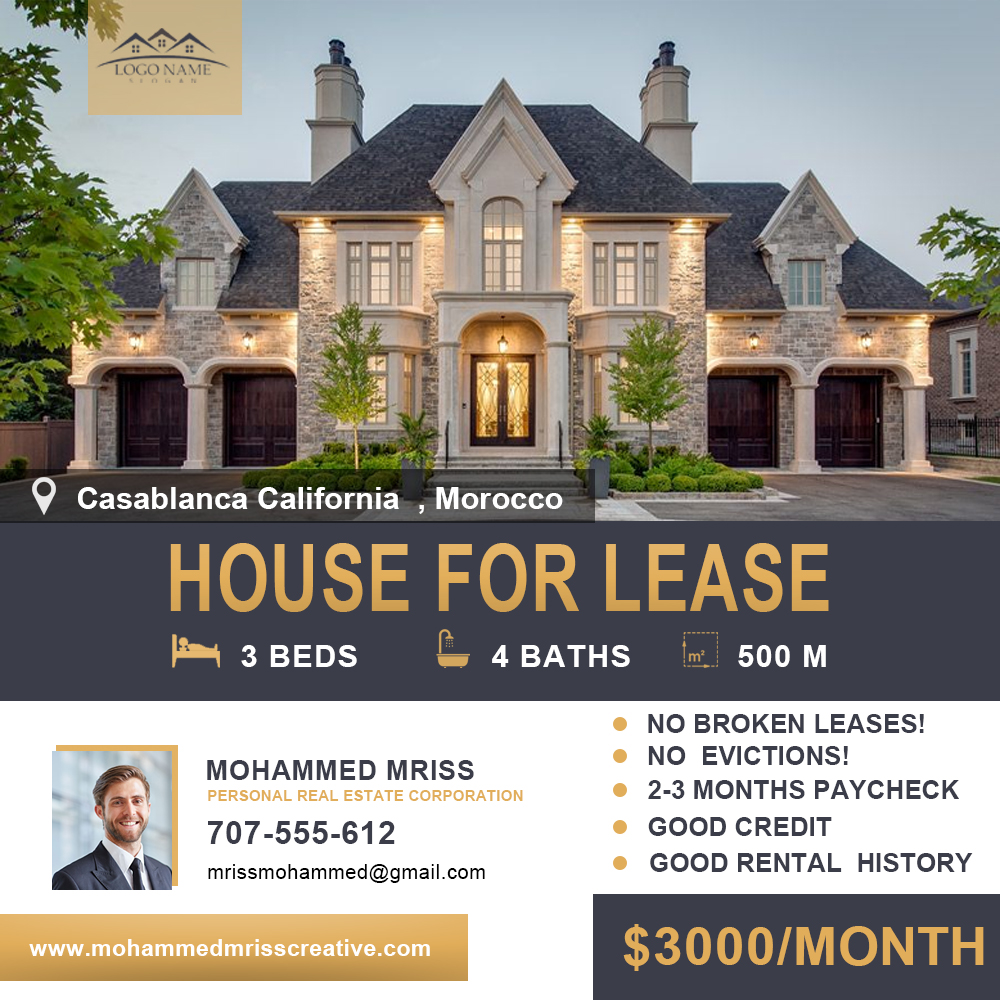 LOGO NAME
SLOGAN
Casablanca California , Morocco
HOUSE FOR LEASE
3 BEDS
4 BATHS
m²
500 M
MOHAMMED MRISS
PERSONAL REAL ESTATE CORPORATION
707-555-612
mrissmohammed@gmail.com
www.mohammedmrisscreative.com
NO BROKEN LEASES!
NO EVICTIONS!
2-3 MONTHS PAYCHECK
GOOD CREDIT
GOOD RENTAL HISTORY
$3000/MONTH